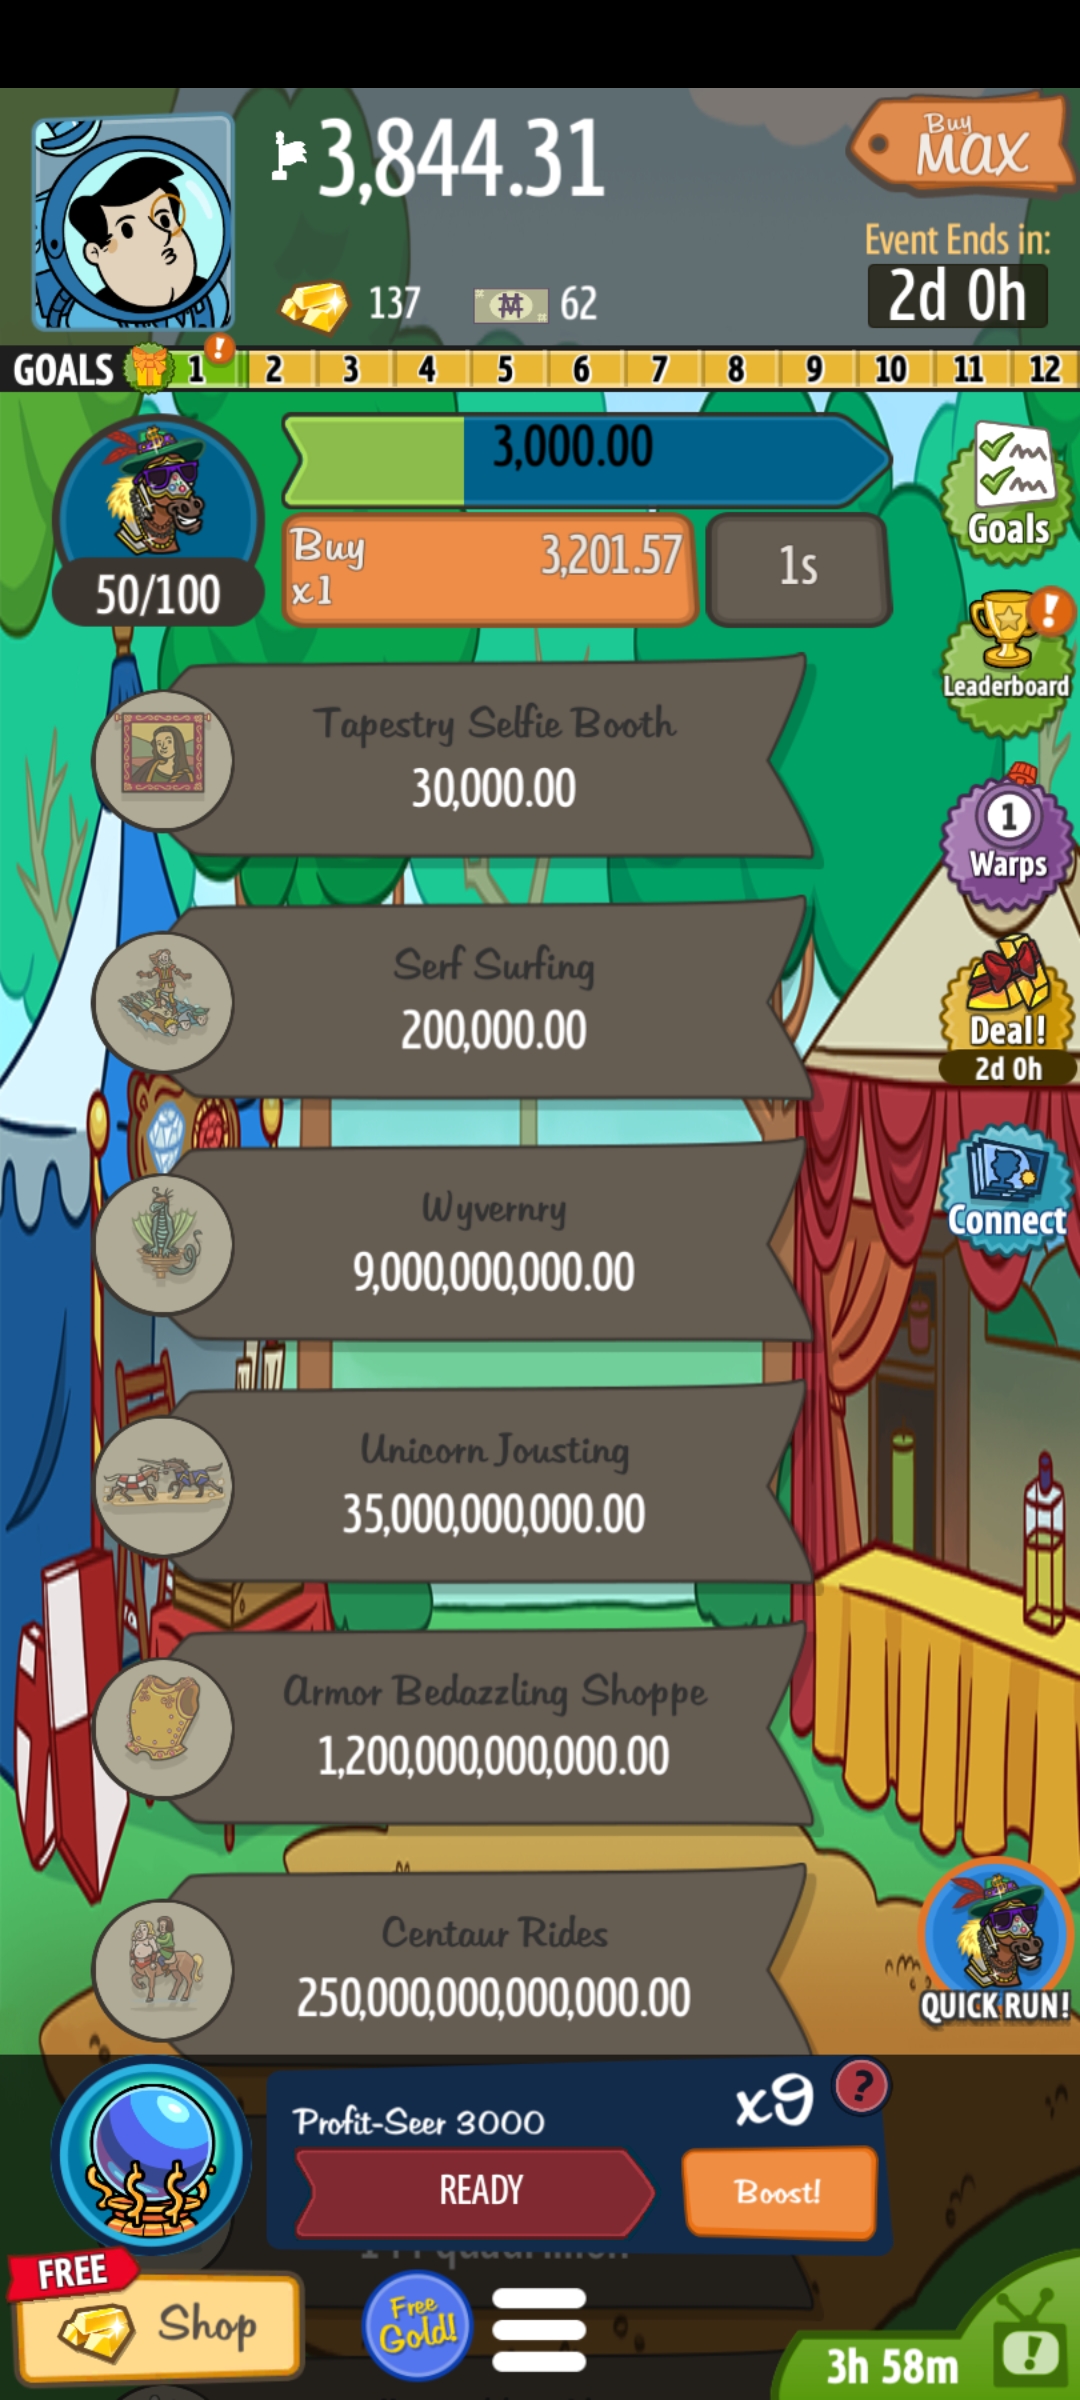 3,844.31
Buy
MAX
Event Ends in:
137
62
2d 0h
GOALS 1 ! 2 3 4 5 6 7 8 9 10 11 12
3,000.00
Goals
Buy
x1
3,201.57
1s
50/100
!
Leaderboard
Tapestry Selfie Booth
30,000.00
1
Warps
Serf Surfing
200,000.00
Deal!
2d 0h
Wyvernry
9,000,000,000.00
Connect
Unicorn Jousting
35,000,000,000.00
Armor Bedazzling Shoppe
1,200,000,000,000.00
Centaur Rides
250,000,000,000,000.00
QUICK RUN!
Profit-Seer 3000
x9
?
READY
Boost!
FREE
Shop
Free
Gold!
3h 58m
!